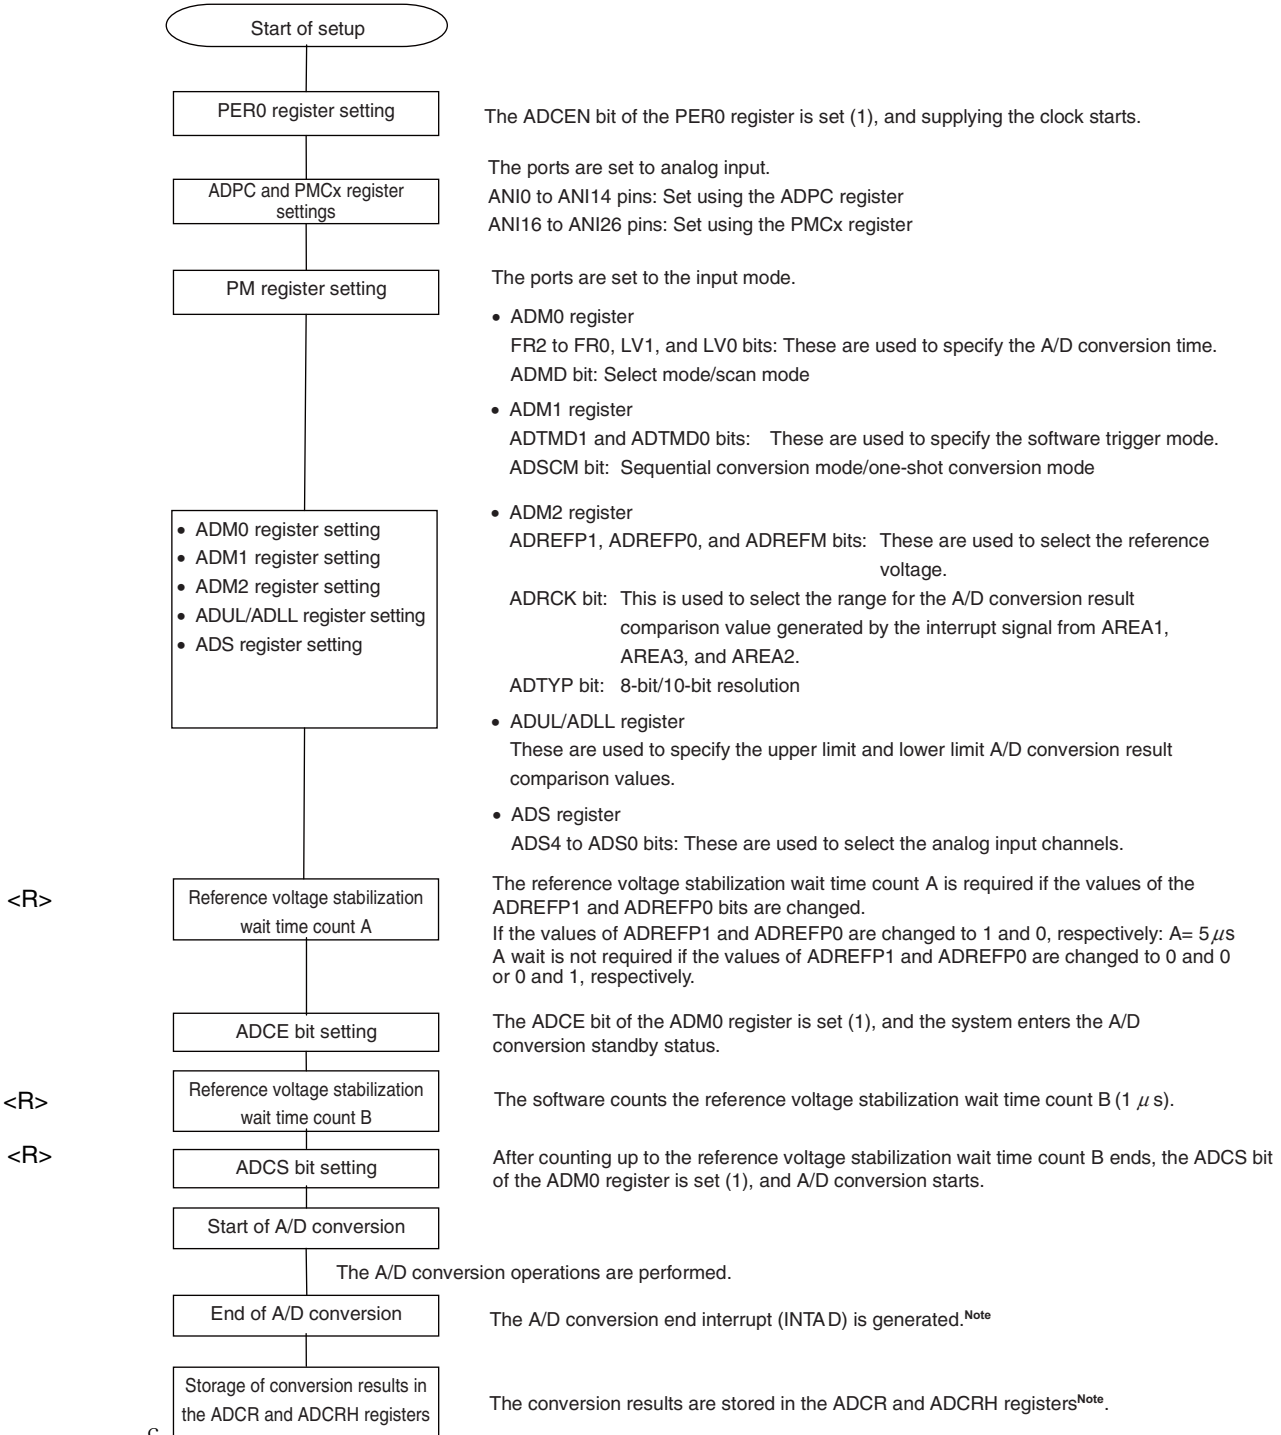 Start of setup
PER0 register setting
The ADCEN bit of the PER0 register is set (1), and supplying the clock starts.
ADPC and PMCx register
settings
The ports are set to analog input.
ANI0 to ANI14 pins: Set using the ADPC register
ANI16 to ANI26 pins: Set using the PMCx register
PM register setting
The ports are set to the input mode.
• ADM0 register setting
• ADM1 register setting
• ADM2 register setting
• ADUL/ADLL register setting
• ADS register setting
• ADM0 register
FR2 to FR0, LV1, and LV0 bits: These are used to specify the A/D conversion time.
ADMD bit: Select mode/scan mode
• ADM1 register
ADTMD1 and ADTMD0 bits: These are used to specify the software trigger mode.
ADSCM bit: Sequential conversion mode/one-shot conversion mode
• ADM2 register
ADREFP1, ADREFP0, and ADREFM bits: These are used to select the reference
voltage.
ADRCK bit: This is used to select the range for the A/D conversion result
comparison value generated by the interrupt signal from AREA1,
AREA3, and AREA2.
ADTYP bit: 8-bit/10-bit resolution
• ADUL/ADLL register
These are used to specify the upper limit and lower limit A/D conversion result
comparison values.
• ADS register
ADS4 to ADS0 bits: These are used to select the analog input channels.
<R>
Reference voltage stabilization
wait time count A
The reference voltage stabilization wait time count A is required if the values of the
ADREFP1 and ADREFP0 bits are changed.
If the values of ADREFP1 and ADREFP0 are changed to 1 and 0, respectively: A= 5 μs
A wait is not required if the values of ADREFP1 and ADREFP0 are changed to 0 and 0
or 0 and 1, respectively.
ADCE bit setting
The ADCE bit of the ADM0 register is set (1), and the system enters the A/D
conversion standby status.
<R>
Reference voltage stabilization
wait time count B
The software counts the reference voltage stabilization wait time count B (1 μ s).
<R>
ADCS bit setting
After counting up to the reference voltage stabilization wait time count B ends, the ADCS bit
of the ADM0 register is set (1), and A/D conversion starts.
Start of A/D conversion
The A/D conversion operations are performed.
End of A/D conversion
The A/D conversion end interrupt (INTAD) is generated.Note
Storage of conversion results in
the ADCR and ADCRH registers
The conversion results are stored in the ADCR and ADCRH registersNote.